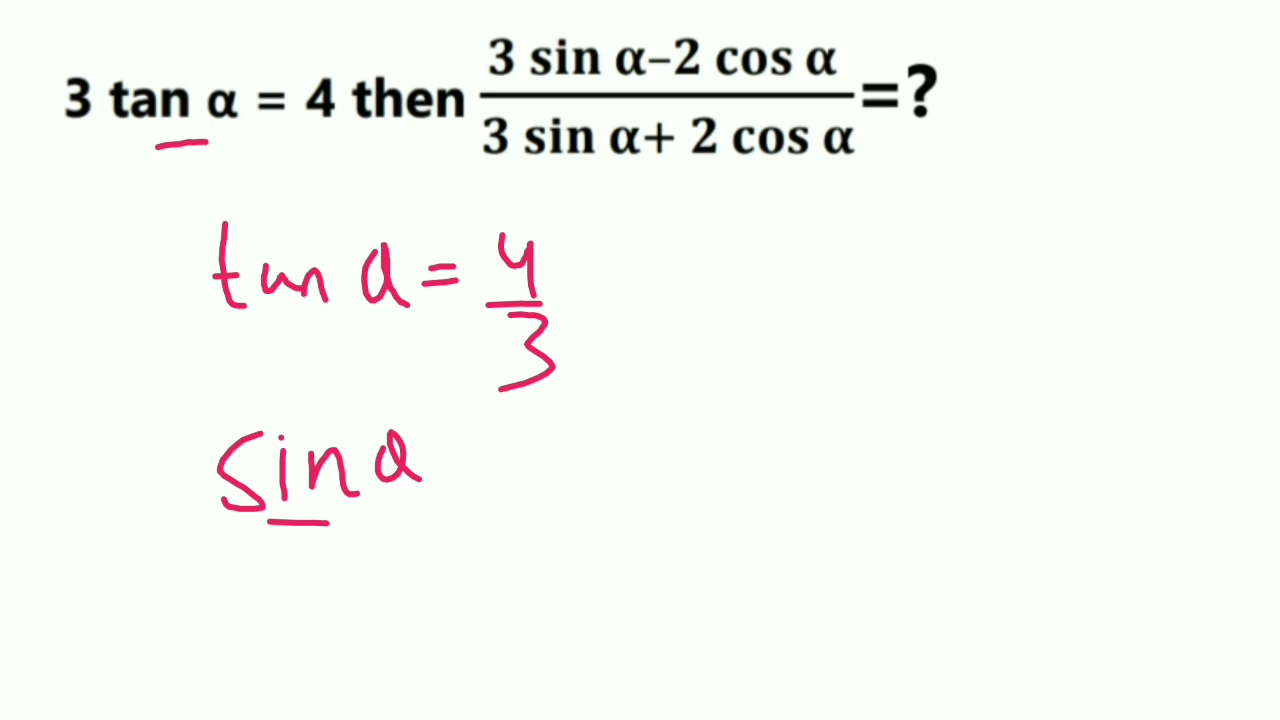 3 tan α = 4 then (3 sin α–2 cos α)/(3 sin α+ 2 cos α) =?
tan α = 4/3
sin α